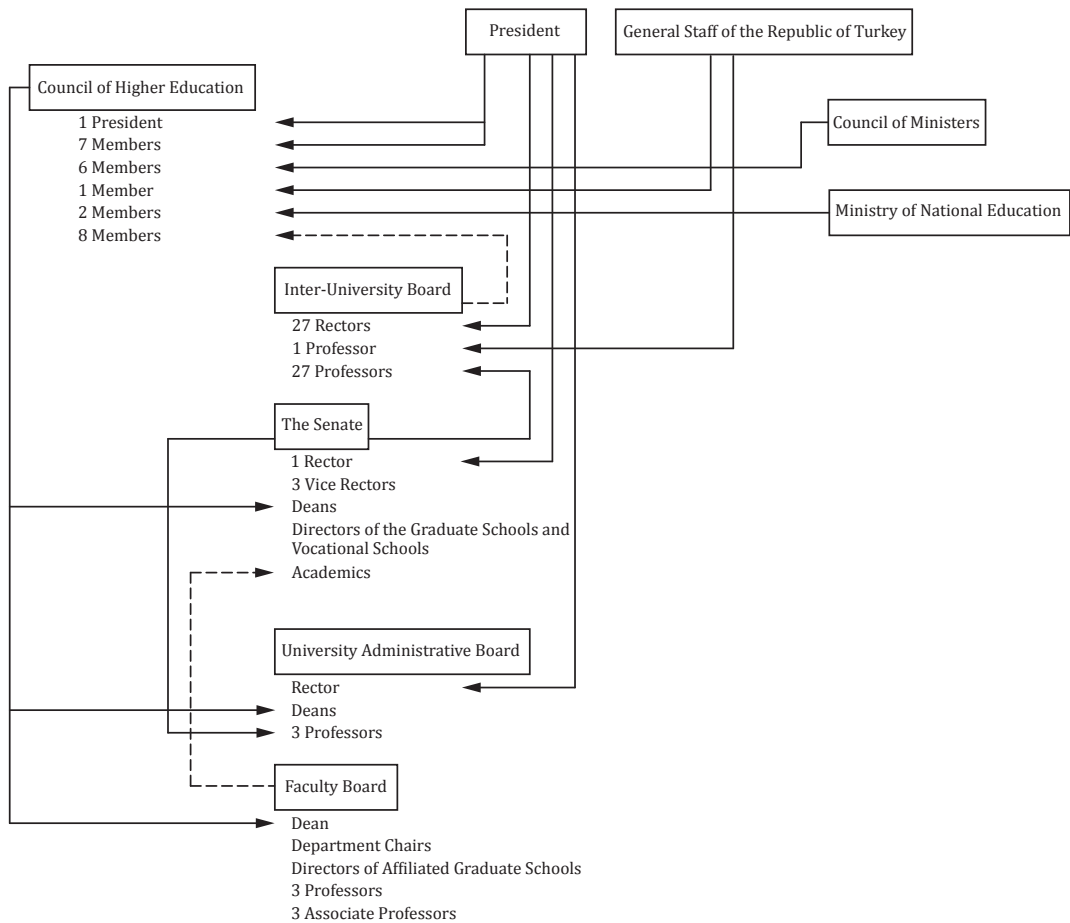 President
General Staff of the Republic of Turkey
Council of Higher Education
1 President
7 Members
6 Members
1 Member
2 Members
8 Members
Council of Ministers
Ministry of National Education
Inter-University Board
27 Rectors
1 Professor
27 Professors
The Senate
1 Rector
3 Vice Rectors
Deans
Directors of the Graduate Schools and
Vocational Schools
Academics
University Administrative Board
Rector
Deans
3 Professors
Faculty Board
Dean
Department Chairs
Directors of Affiliated Graduate Schools
3 Professors
3 Associate Professors